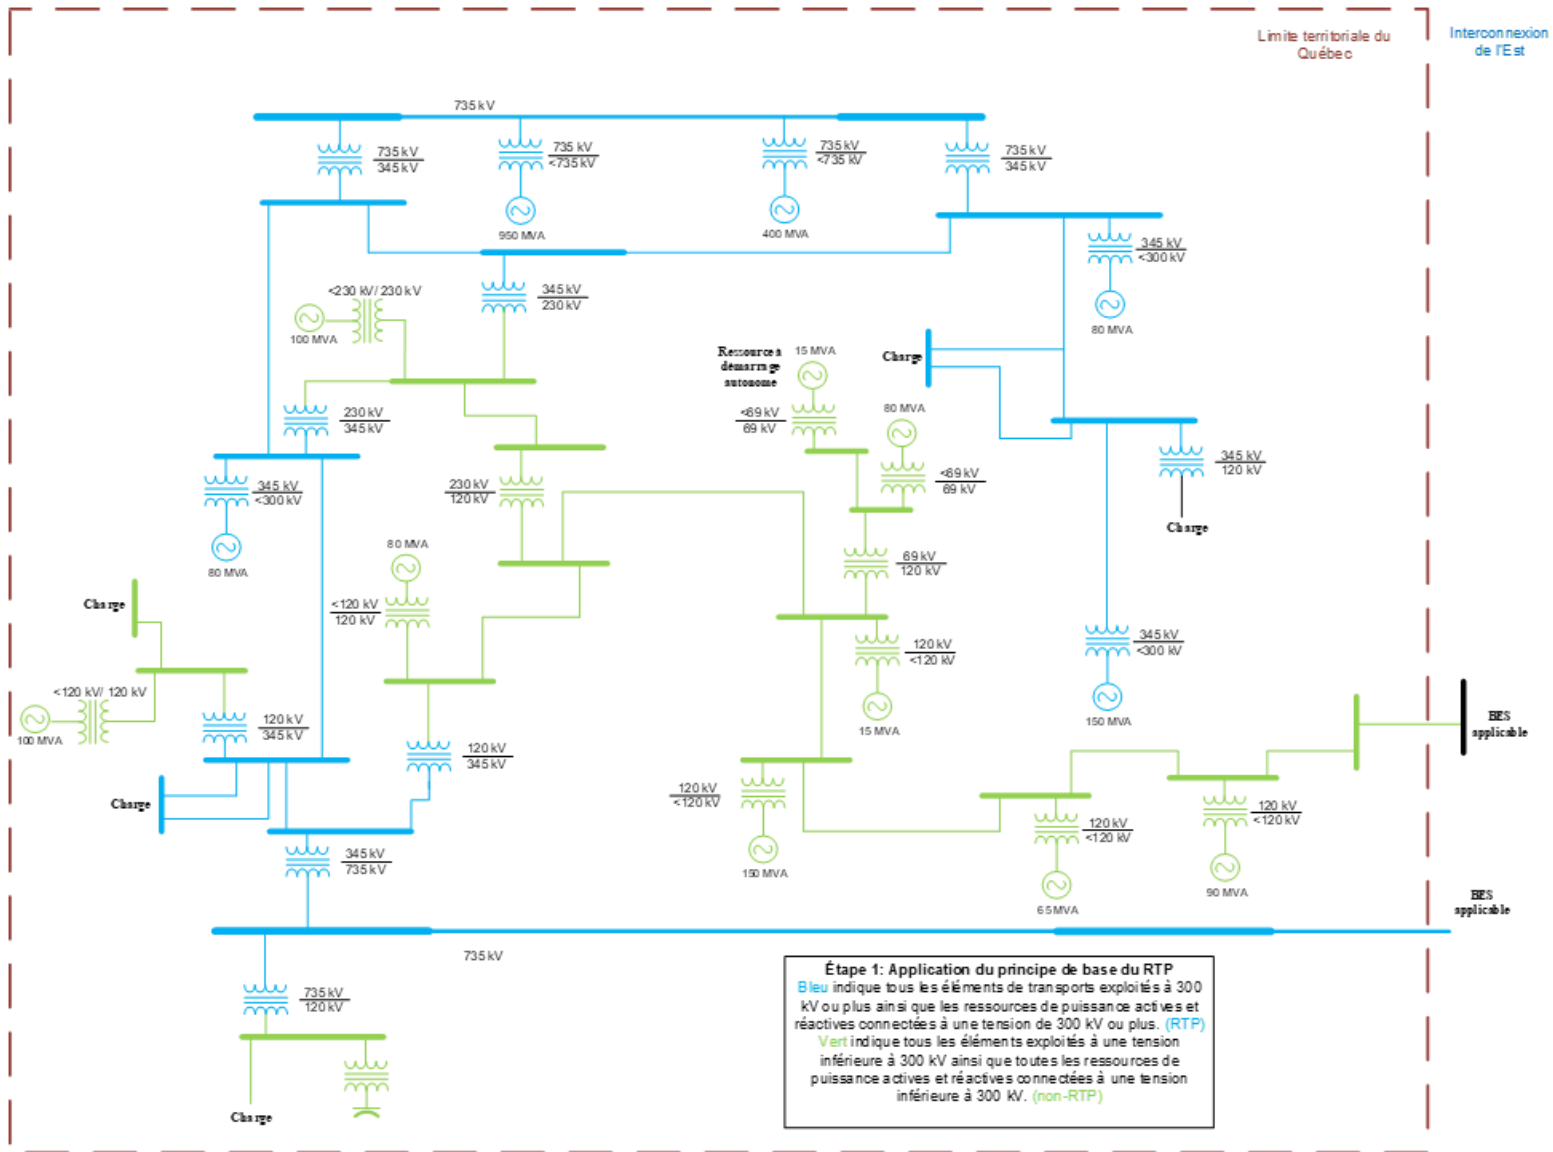 Limite territoriale du
Québec
Interconnexion
de l'Est
735 kV
735 kV
345 kV
735 kV
<735 kV
950 MVA
735 kV
<735 kV
400 MVA
735 kV
345 kV
345 kV
<300 kV
80 MVA
<230 kV/ 230 kV
100 MVA
345 kV
230 kV
Ressource à
démarrage
autonome
15 MVA
<69 kV
69 kV
80 MVA
<69 kV
69 kV
Charge
230 kV
345 kV
345 kV
<300 kV
80 MVA
230 kV
120 kV
345 kV
120 kV
Charge
80 MVA
<120 kV
120 kV
69 kV
120 kV
Charge
<120 kV/ 120 kV
100 MVA
120 kV
345 kV
120 kV
<120 kV
15 MVA
345 kV
<300 kV
150 MVA
BES
applicable
120 kV
345 kV
Charge
120 kV
<120 kV
150 MVA
120 kV
<120 kV
65 MVA
120 kV
<120 kV
90 MVA
345 kV
735 kV
BES
applicable
735 kV
735 kV
120 kV
Charge
Étape 1: Application du principe de base du RTP
Bleu indique tous les éléments de transports exploités à 300
kV ou plus ainsi que les ressources de puissance actives et
réactives connectées à une tension de 300 kV ou plus. (RTP)
Vert indique tous les éléments exploités à une tension
inférieure à 300 kV ainsi que toutes les ressources de
puissance actives et réactives connectées à une tension
inférieure à 300 kV. (non-RTP)